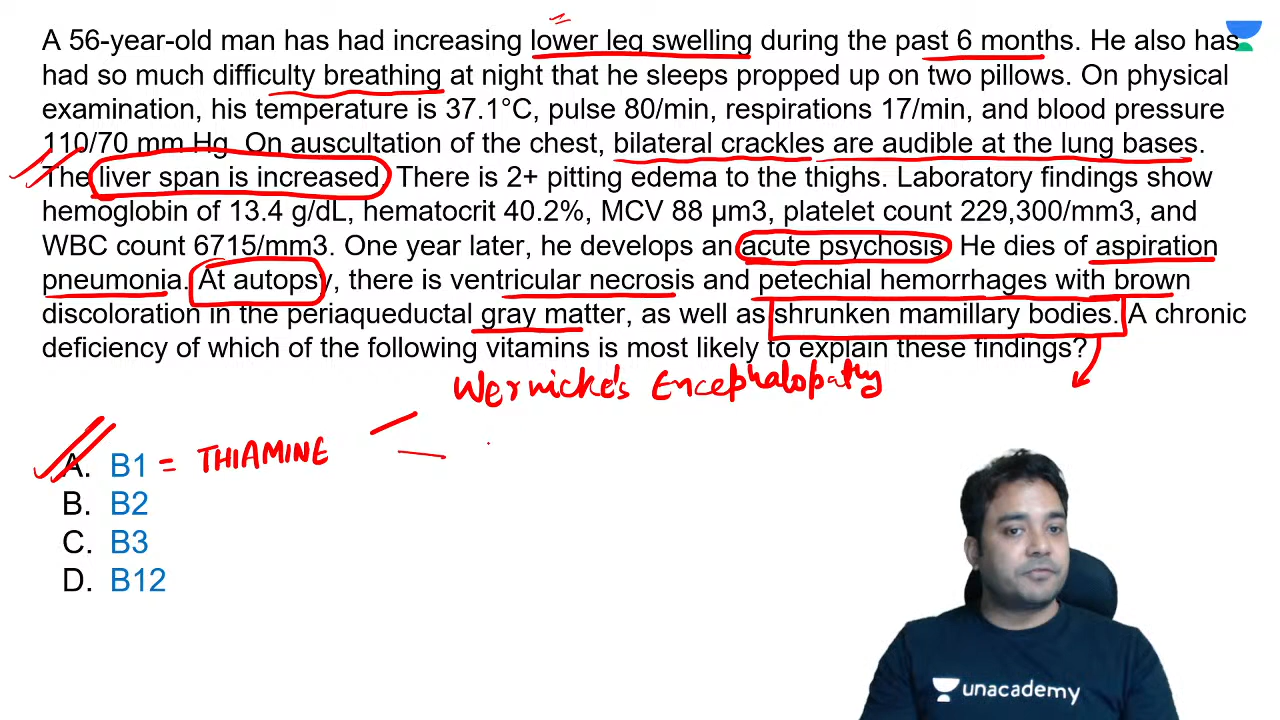 A 56-year-old man has had increasing lower leg swelling during the past 6 months. He also has
had so much difficulty breathing at night that he sleeps propped up on two pillows. On physical
examination, his temperature is 37.1°C, pulse 80/min, respirations 17/min, and blood pressure
110/70 mm Hg. On auscultation of the chest, bilateral crackles are audible at the lung bases.
The liver span is increased. There is 2+ pitting edema to the thighs. Laboratory findings show
hemoglobin of 13.4 g/dL, hematocrit 40.2%, MCV 88 µm3, platelet count 229,300/mm3, and
WBC count 6715/mm3. One year later, he develops an acute psychosis. He dies of aspiration
pneumonia. At autopsy, there is ventricular necrosis and petechial hemorrhages with brown
discoloration in the periaqueductal gray matter, as well as shrunken mamillary bodies. A chronic
deficiency of which of the following vitamins is most likely to explain these findings?
Wernicke's Encephalopathy
A. B1 = THIAMINE
B. B2
C. B3
D. B12
unacademy